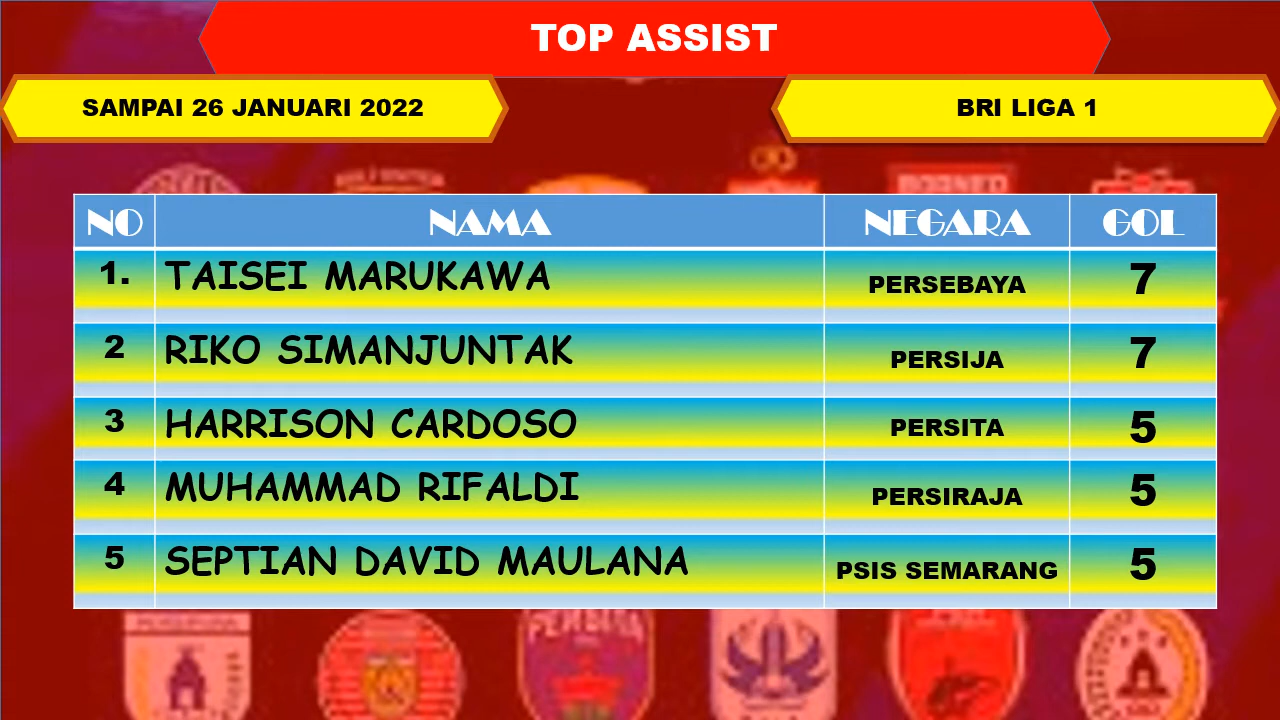 TOP ASSIST
SAMPAI 26 JANUARI 2022
BRI LIGA 1
NO NAMA NEGARA GOL
1. TAISEI MARUKAWA PERSEBAYA 7
2 RIKO SIMANJUNTAK PERSIJA 7
3 HARRISON CARDOSO PERSITA 5
4 MUHAMMAD RIFALDI PERSIRAJA 5
5 SEPTIAN DAVID MAULANA PSIS SEMARANG 5
PERSITA